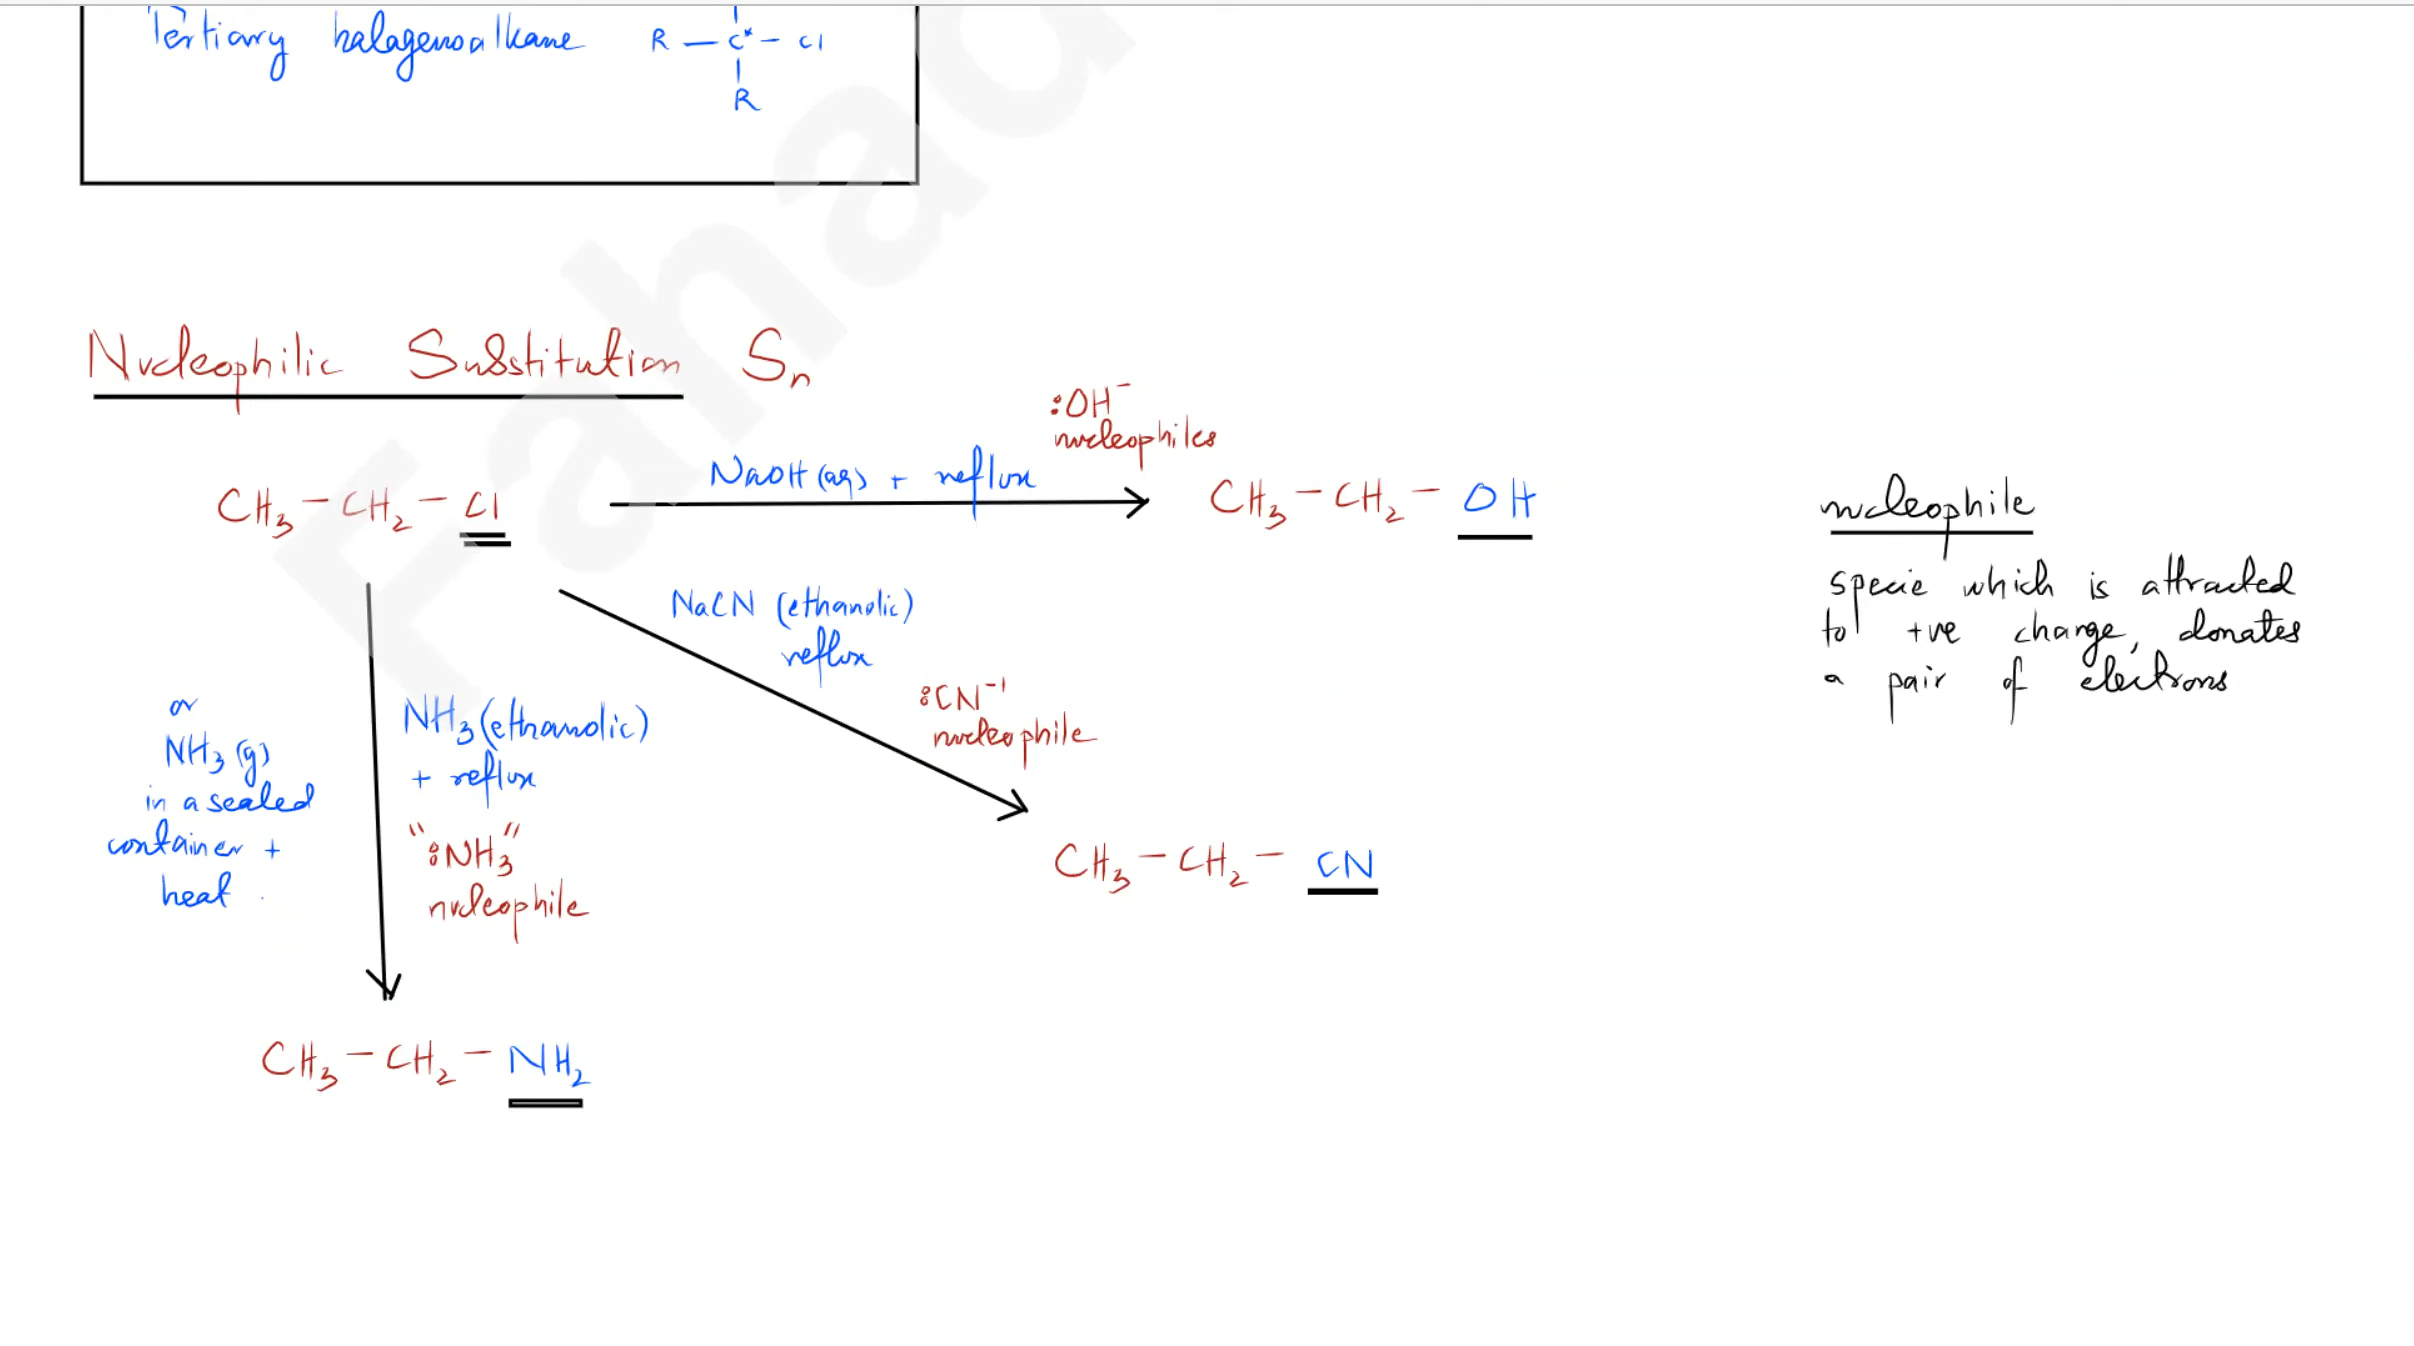 Tertiary halagenoalkane R — C* — Cl
R
Nucleophilic Substitution Sn
:OH⁻
nucleophiles
NaOH (aq) + reflux
CH₃ — CH₂ — Cl
CH₃ — CH₂ — OH
nucleophile
specie which is attracted
to +ve charge, donates
a pair of electrons
NaCN (ethanolic)
reflux
:CN⁻¹
nucleophile
CH₃ — CH₂ — CN
or
NH₃ (g)
in a sealed
container +
heat .
NH₃ (ethanolic)
+ reflux
":NH₃"
nucleophile
CH₃ — CH₂ — NH₂
Fahad